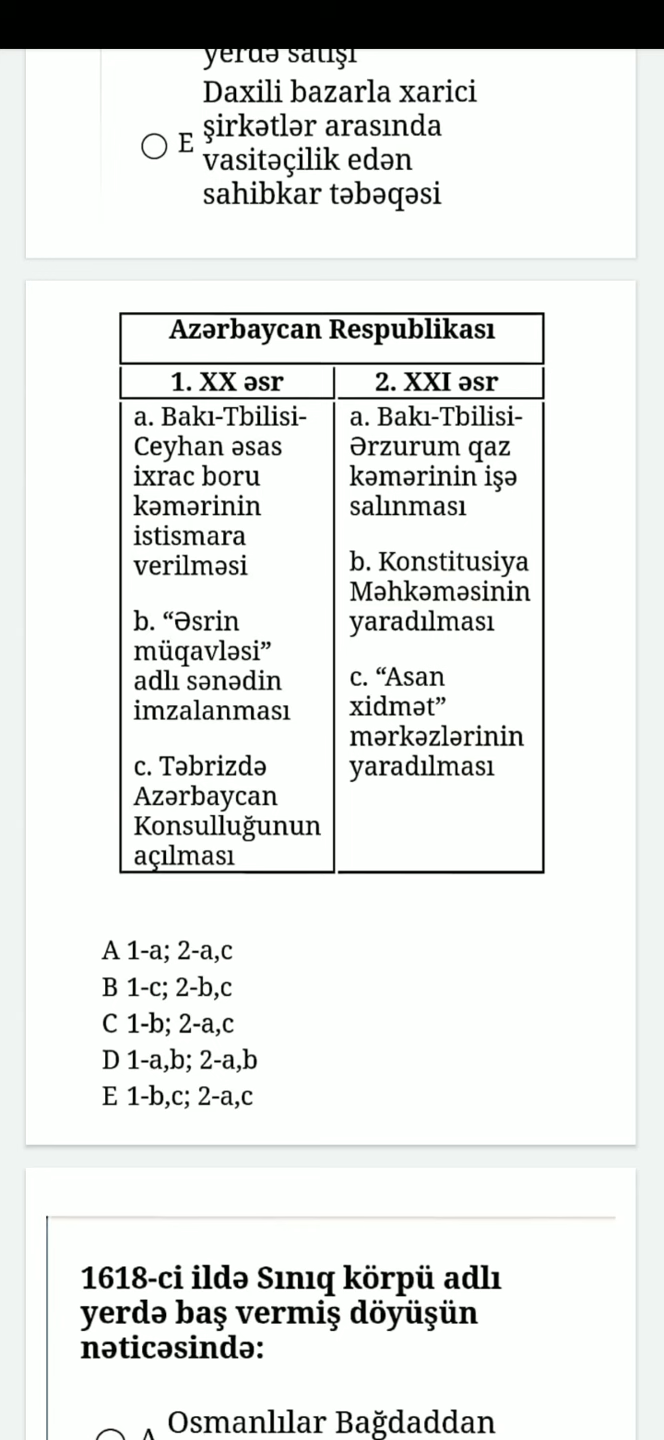 yerdə satışı
Daxili bazarla xarici
şirkətlər arasında
E
vasitəçilik edən
sahibkar təbəqəsi
Azərbaycan Respublikası
1. XX əsr
2. XXI əsr
a. Bakı-Tbilisi-
Ceyhan əsas
ixrac boru
kəmərinin
istismara
verilməsi
b. “Əsrin
müqavləsi”
adlı sənədin
imzalanması
c. Təbrizdə
Azərbaycan
Konsulluğunun
açılması
a. Bakı-Tbilisi-
Ərzurum qaz
kəmərinin işə
salınması
b. Konstitusiya
Məhkəməsinin
yaradılması
c. “Asan
xidmət”
mərkəzlərinin
yaradılması
A 1-a; 2-a,c
B 1-c; 2-b,c
C 1-b; 2-a,c
D 1-a,b; 2-a,b
E 1-b,c; 2-a,c
1618-ci ildə Sınıq körpü adlı
yerdə baş vermiş döyüşün
nəticəsində:
A Osmanlılar Bağdaddan